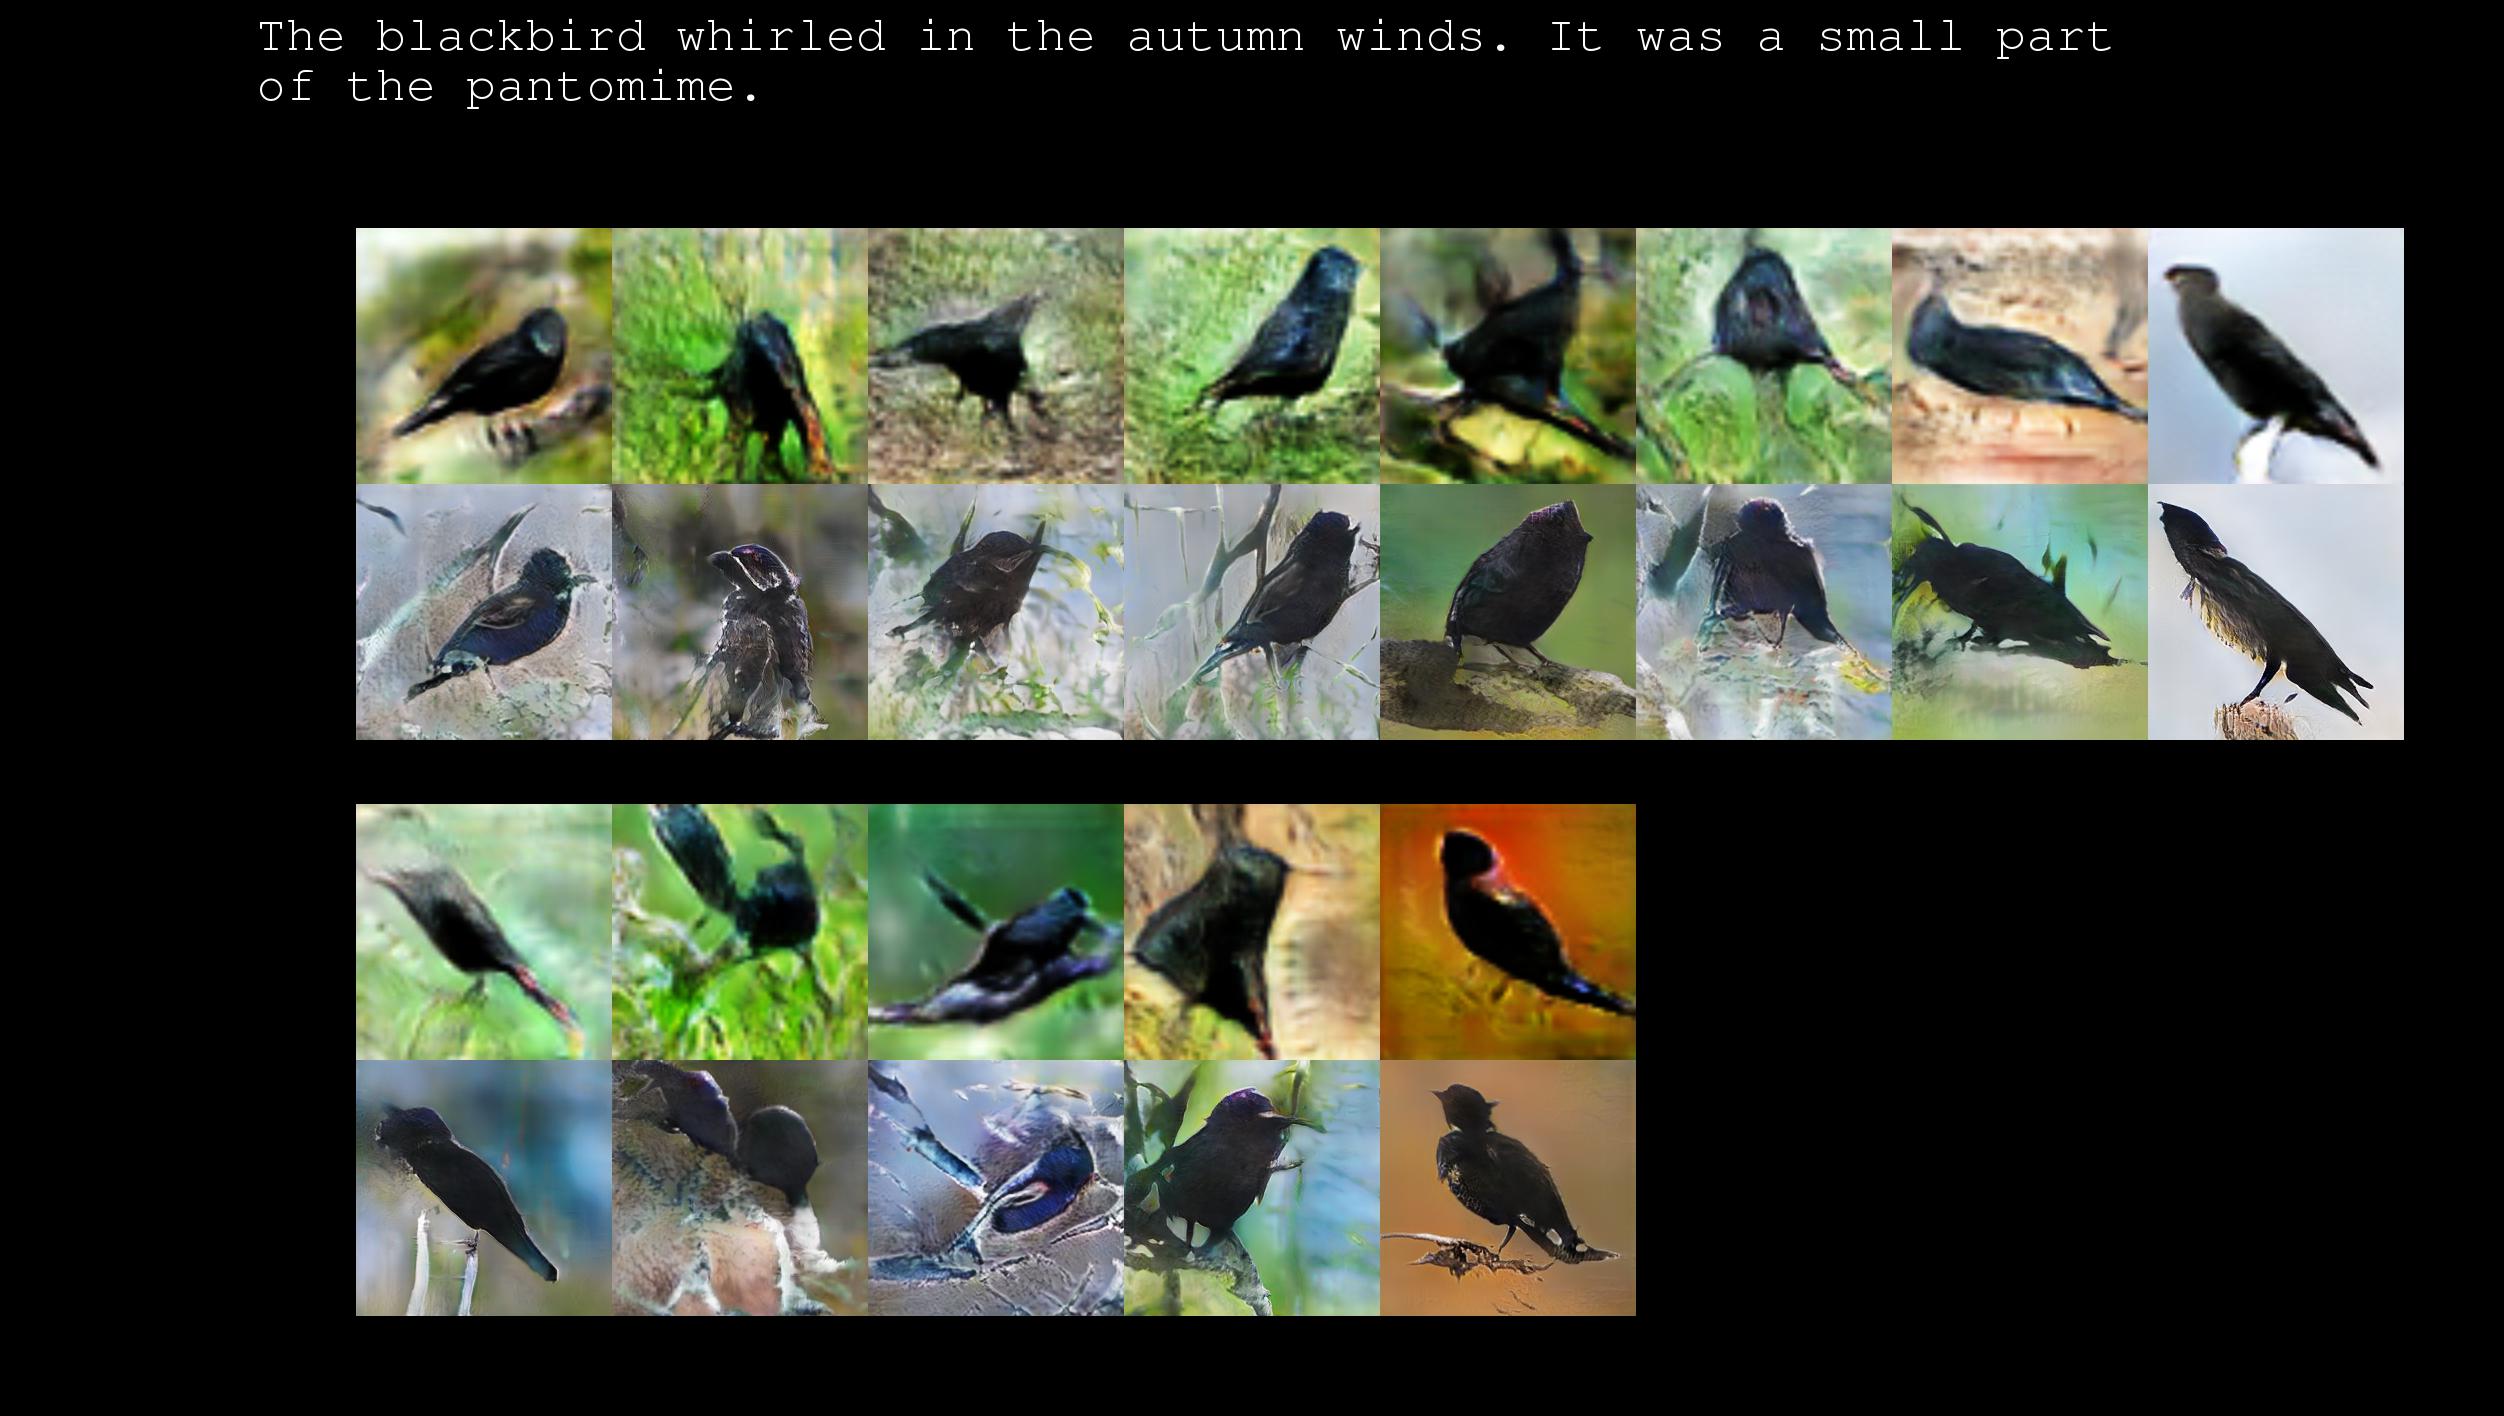 The blackbird whirled in the autumn winds. It was a small part
of the pantomime.